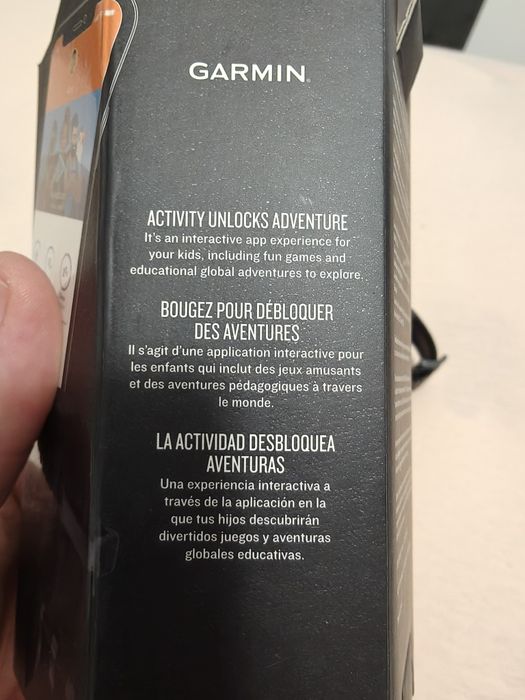 GARMIN.
ACTIVITY UNLOCKS ADVENTURE
It's an interactive app experience for
your kids, including fun games and
educational global adventures to explore.
BOUGEZ POUR DÉBLOQUER
DES AVENTURES
Il s'agit d'une application interactive pour
les enfants qui inclut des jeux amusants
et des aventures pédagogiques à travers
le monde.
LA ACTIVIDAD DESBLOQUEA
AVENTURAS
Una experiencia interactiva a
través de la aplicación en la
que tus hijos descubrirán
divertidos juegos y aventuras
globales educativas.